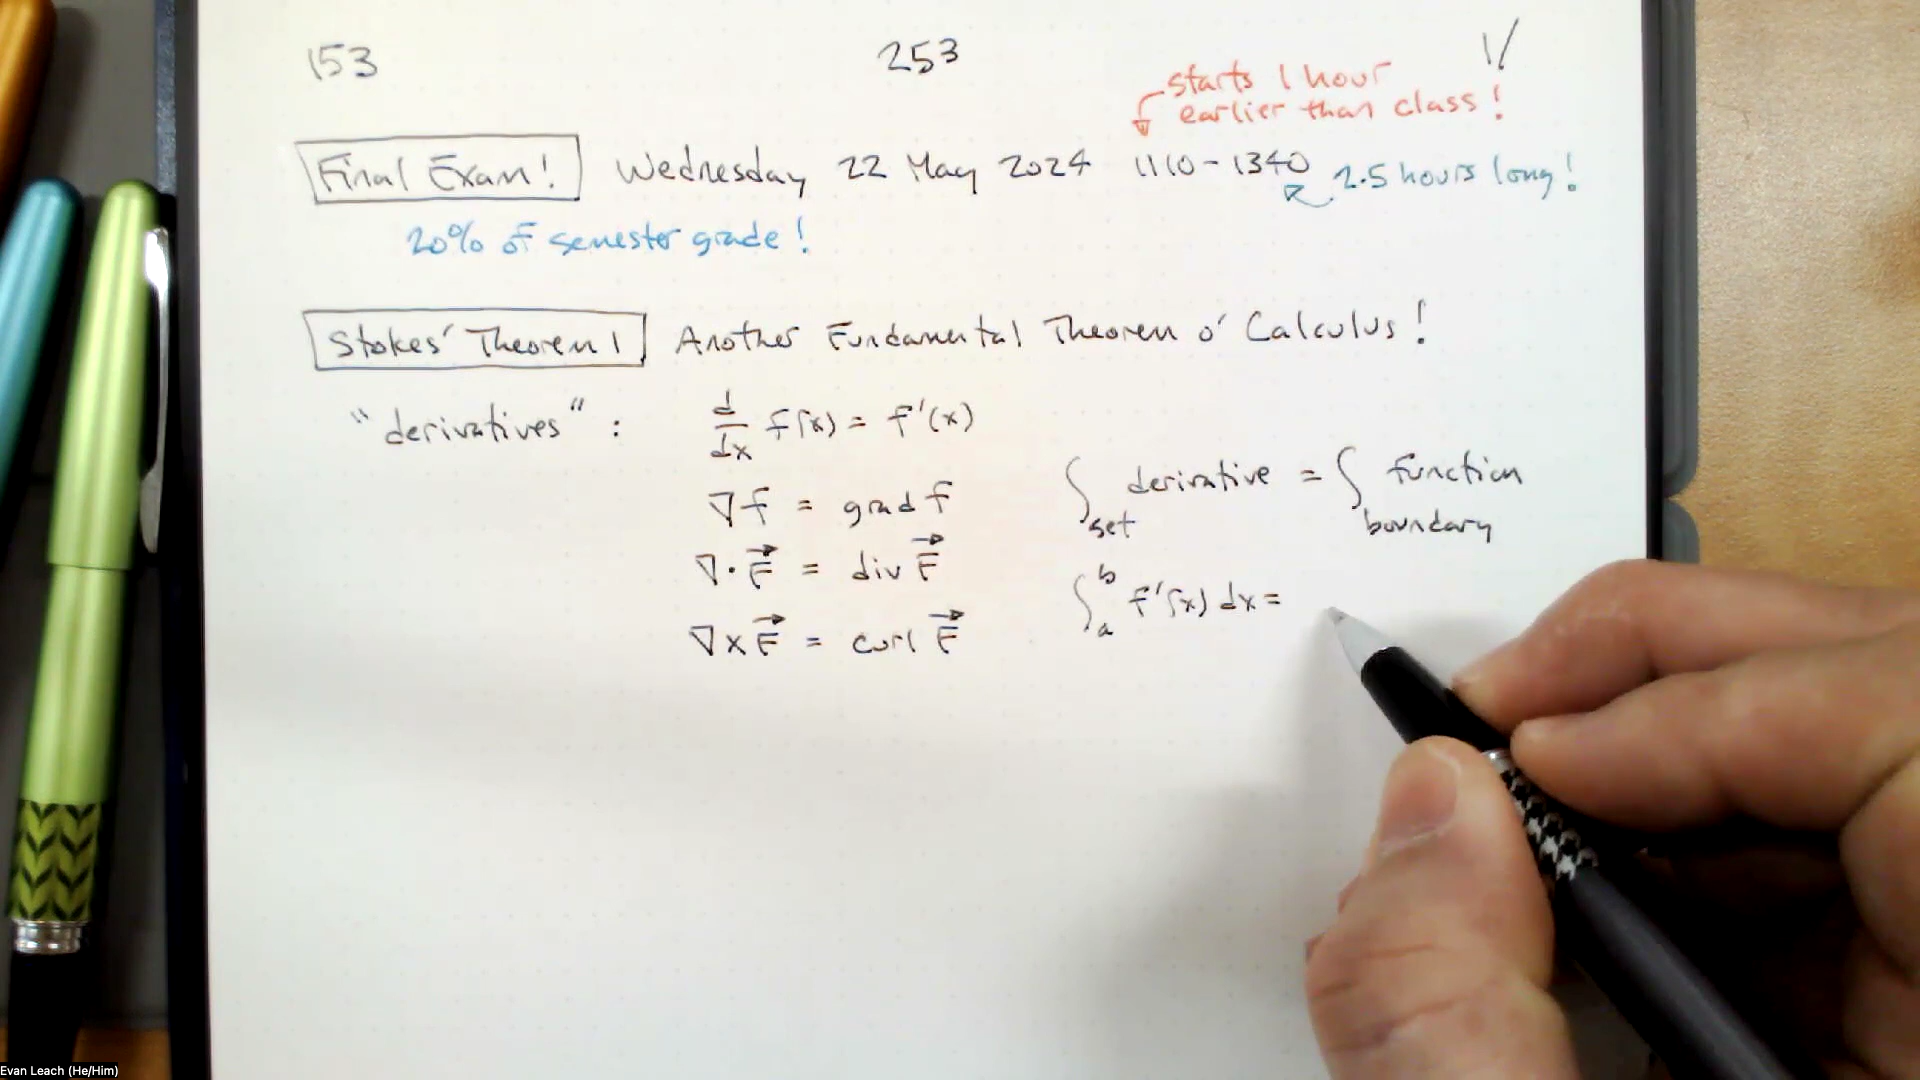 153 253 1/
starts 1 hour
earlier than class!
Final Exam! Wednesday 22 May 2024 1110-1340 2.5 hours long!
20% of semester grade!
Stokes' Theorem! Another Fundamental Theorem o' Calculus!
"derivatives": d/dx f(x) = f'(x)
∫set derivative = ∫boundary function
∇f = grad f
∇·F⃗ = div F⃗
∫_a^b f'(x) dx =
∇×F⃗ = curl F⃗
Evan Leach (He/Him)